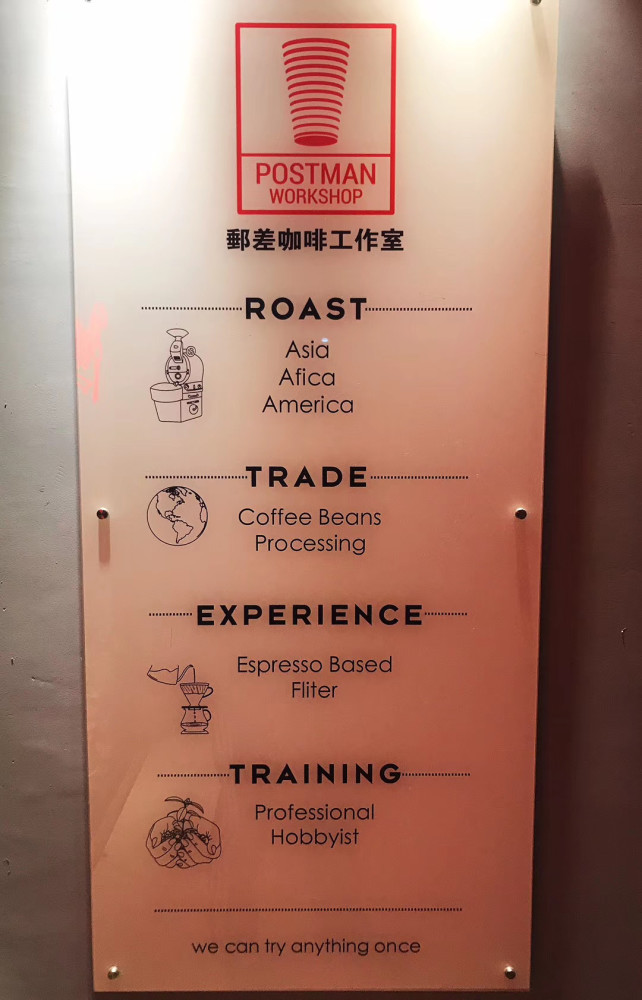 POSTMAN
WORKSHOP
郵差咖啡工作室
ROAST
Asia
Afica
America
TRADE
Coffee Beans
Processing
EXPERIENCE
Espresso Based
Fliter
TRAINING
Professional
Hobbyist
we can try anything once